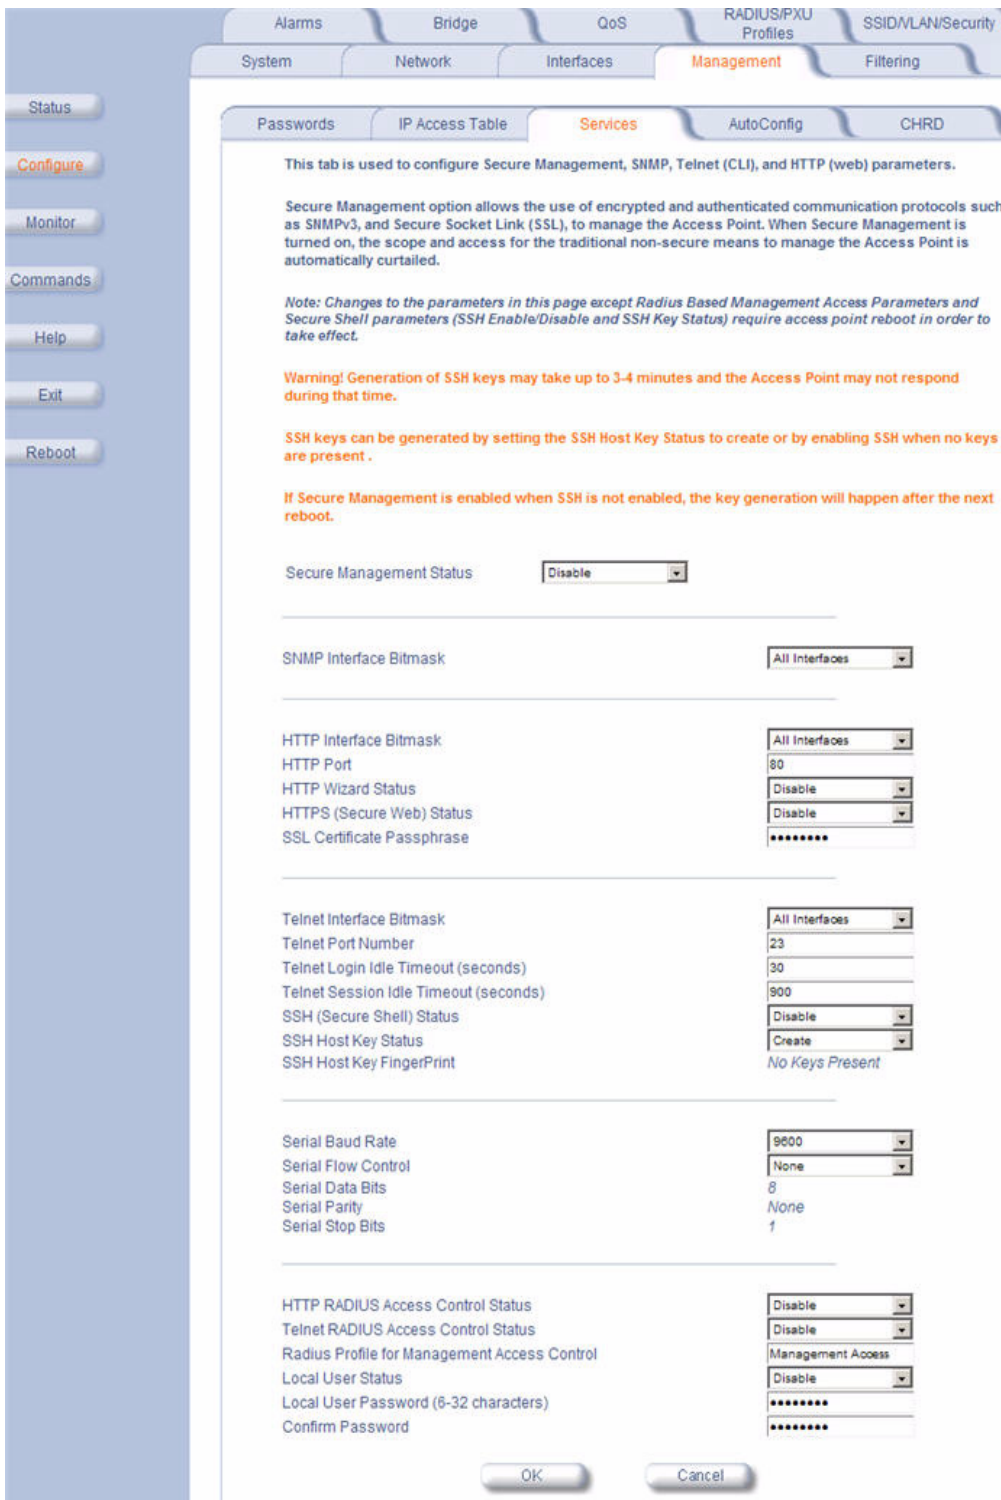 Alarms
Bridge
QoS
RADIUS/PXU
Profiles
SSID/VLAN/Security
System
Network
Interfaces
Management
Filtering
Passwords
IP Access Table
Services
AutoConfig
CHRD
Status
Configure
Monitor
Commands
Help
Exit
Reboot
This tab is used to configure Secure Management, SNMP, Telnet (CLI), and HTTP (web) parameters.
Secure Management option allows the use of encrypted and authenticated communication protocols such
as SNMPv3, and Secure Socket Link (SSL), to manage the Access Point. When Secure Management is
turned on, the scope and access for the traditional non-secure means to manage the Access Point is
automatically curtailed.
Note: Changes to the parameters in this page except Radius Based Management Access Parameters and
Secure Shell parameters (SSH Enable/Disable and SSH Key Status) require access point reboot in order to
take effect.
Warning! Generation of SSH keys may take up to 3-4 minutes and the Access Point may not respond
during that time.
SSH keys can be generated by setting the SSH Host Key Status to create or by enabling SSH when no keys
are present .
If Secure Management is enabled when SSH is not enabled, the key generation will happen after the next
reboot.
Secure Management Status Disable
SNMP Interface Bitmask All Interfaces
HTTP Interface Bitmask All Interfaces
HTTP Port 80
HTTP Wizard Status Disable
HTTPS (Secure Web) Status Disable
SSL Certificate Passphrase ••••••••
Telnet Interface Bitmask All Interfaces
Telnet Port Number 23
Telnet Login Idle Timeout (seconds) 30
Telnet Session Idle Timeout (seconds) 900
SSH (Secure Shell) Status Disable
SSH Host Key Status Create
SSH Host Key FingerPrint No Keys Present
Serial Baud Rate 9600
Serial Flow Control None
Serial Data Bits 8
Serial Parity None
Serial Stop Bits 1
HTTP RADIUS Access Control Status Disable
Telnet RADIUS Access Control Status Disable
Radius Profile for Management Access Control Management Access
Local User Status Disable
Local User Password (6-32 characters) ••••••••
Confirm Password ••••••••
OK
Cancel